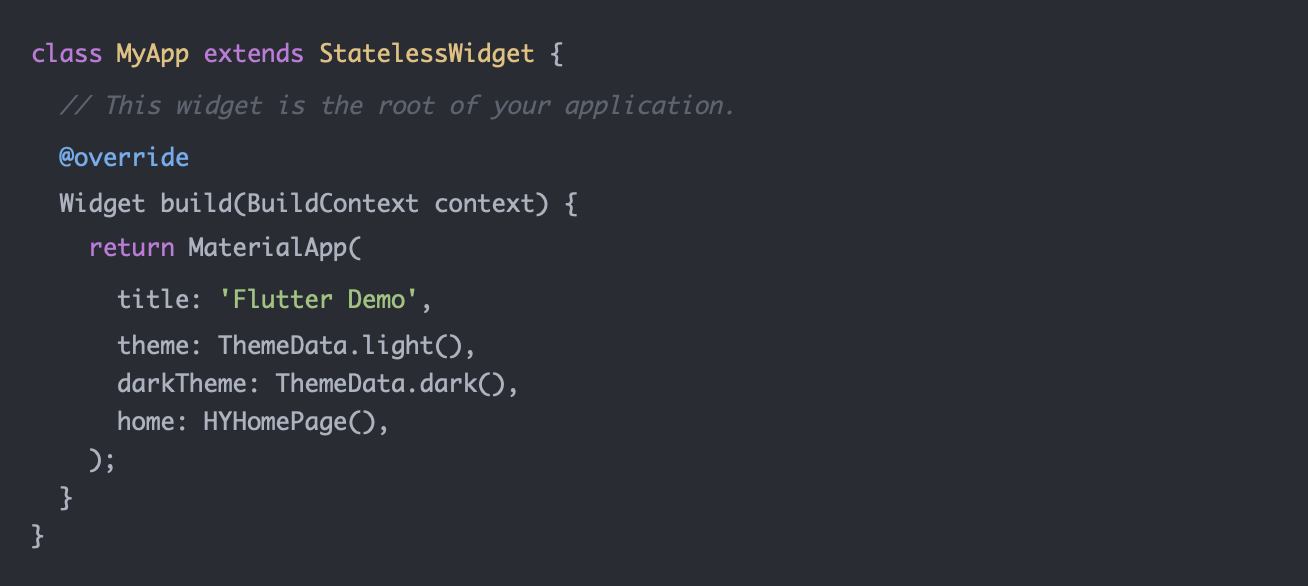 class MyApp extends StatelessWidget {
  // This widget is the root of your application.
  @override
  Widget build(BuildContext context) {
    return MaterialApp(
      title: 'Flutter Demo',
      theme: ThemeData.light(),
      darkTheme: ThemeData.dark(),
      home: HYHomePage(),
    );
  }
}